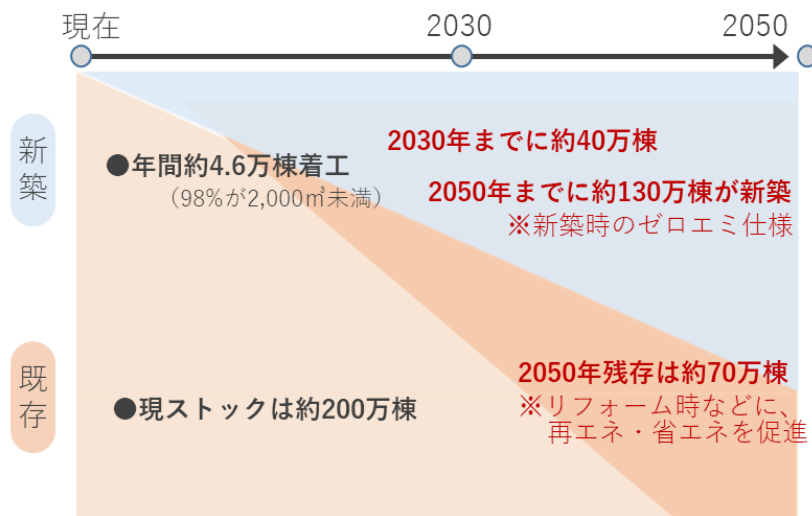 現在 2030 2050
新築
●年間約4.6万棟着工
（98%が2,000㎡未満）
2030年までに約40万棟
2050年までに約130万棟が新築
※新築時のゼロエミ仕様
既存
●現ストックは約200万棟
2050年残存は約70万棟
※リフォーム時などに、
再エネ・省エネを促進